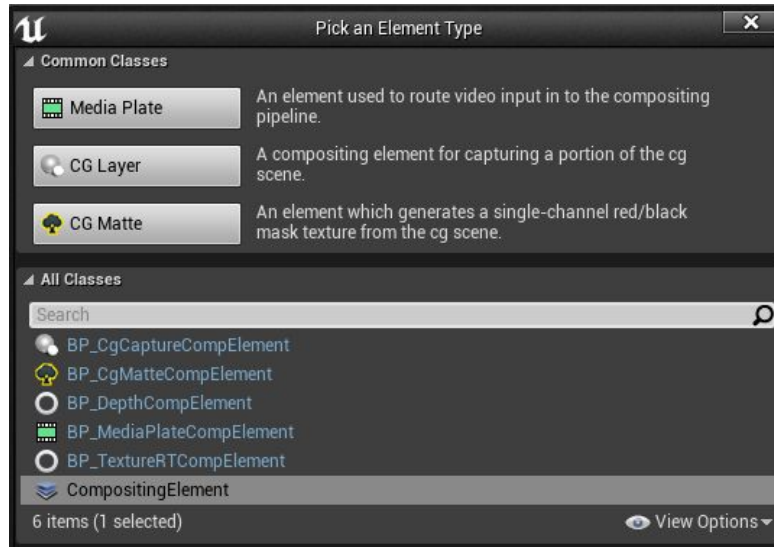 Pick an Element Type
Common Classes
Media Plate
An element used to route video input in to the compositing
pipeline.
CG Layer
A compositing element for capturing a portion of the cg
scene.
CG Matte
An element which generates a single-channel red/black
mask texture from the cg scene.
All Classes
Search
BP_CgCaptureCompElement
BP_CgMatteCompElement
BP_DepthCompElement
BP_MediaPlateCompElement
BP_TextureRTCompElement
CompositingElement
6 items (1 selected)
View Options